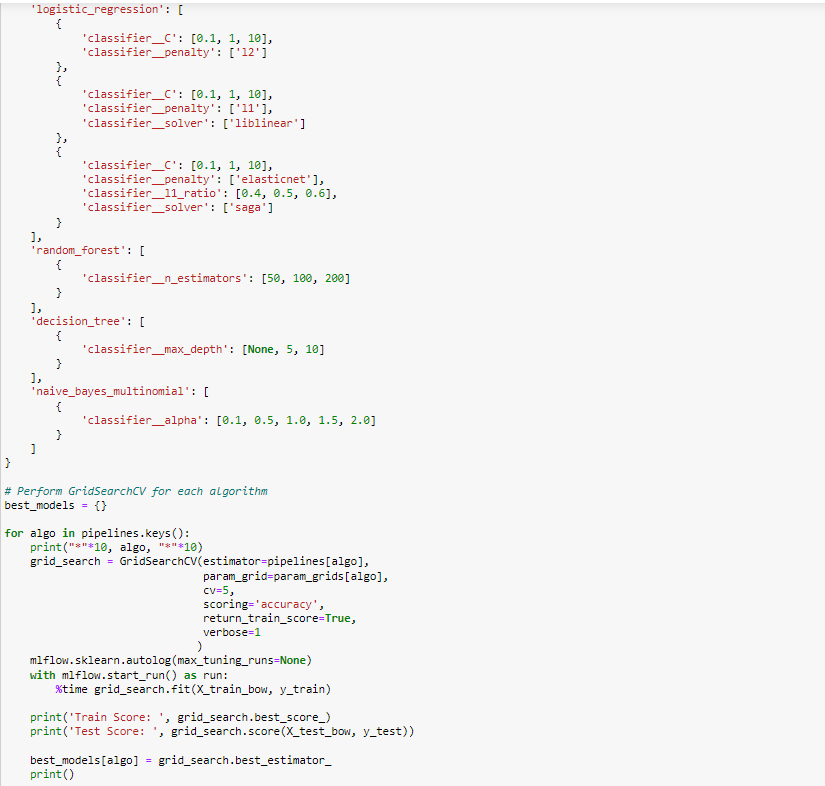 'logistic_regression': [
        {
            'classifier__C': [0.1, 1, 10],
            'classifier__penalty': ['l2']
        },
        {
            'classifier__C': [0.1, 1, 10],
            'classifier__penalty': ['l1'],
            'classifier__solver': ['liblinear']
        },
        {
            'classifier__C': [0.1, 1, 10],
            'classifier__penalty': ['elasticnet'],
            'classifier__l1_ratio': [0.4, 0.5, 0.6],
            'classifier__solver': ['saga']
        }
    ],
    'random_forest': [
        {
            'classifier__n_estimators': [50, 100, 200]
        }
    ],
    'decision_tree': [
        {
            'classifier__max_depth': [None, 5, 10]
        }
    ],
    'naive_bayes_multinomial': [
        {
            'classifier__alpha': [0.1, 0.5, 1.0, 1.5, 2.0]
        }
    ]
}
# Perform GridSearchCV for each algorithm
best_models = {}
for algo in pipelines.keys():
    print("*"*10, algo, "*"*10)
    grid_search = GridSearchCV(estimator=pipelines[algo],
                               param_grid=param_grids[algo],
                               cv=5,
                               scoring='accuracy',
                               return_train_score=True,
                               verbose=1
                              )
    mlflow.sklearn.autolog(max_tuning_runs=None)
    with mlflow.start_run() as run:
        %time grid_search.fit(X_train_bow, y_train)
    print('Train Score: ', grid_search.best_score_)
    print('Test Score: ', grid_search.score(X_test_bow, y_test))
    best_models[algo] = grid_search.best_estimator_
    print()